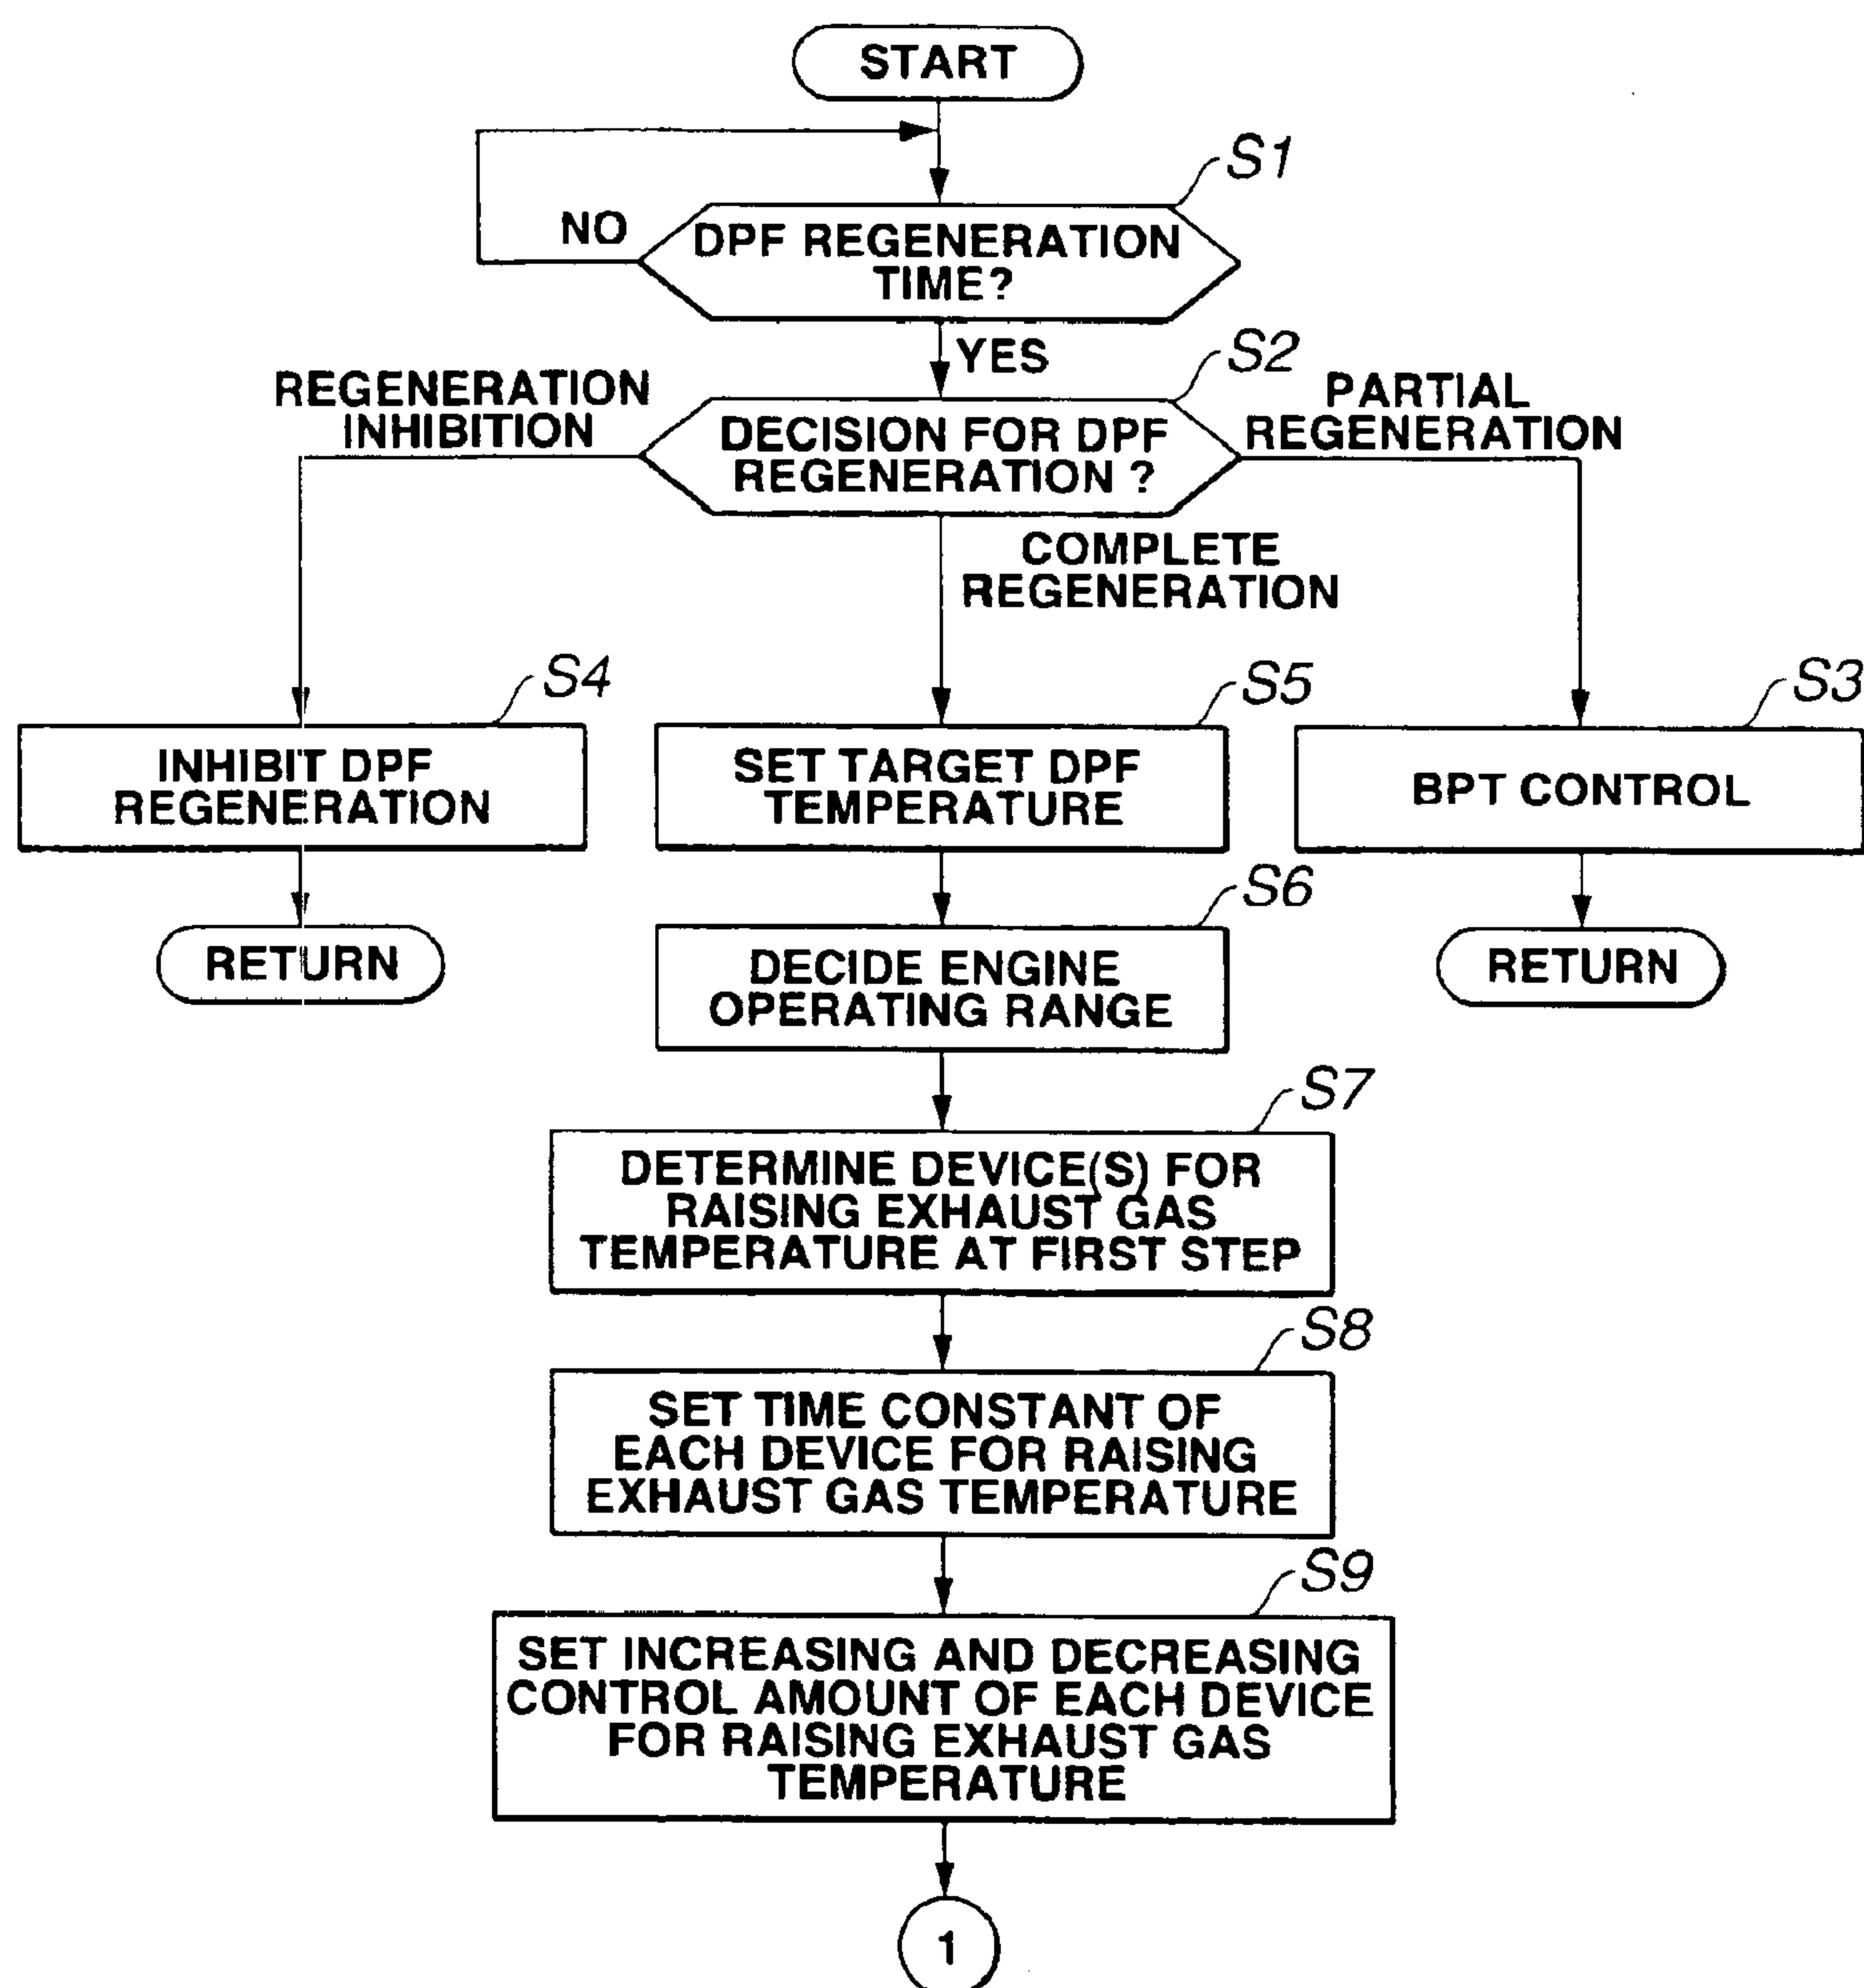 START
S1
NO
DPF REGENERATION
TIME?
YES
S2
REGENERATION
INHIBITION
PARTIAL
REGENERATION
DECISION FOR DPF
REGENERATION ?
COMPLETE
REGENERATION
S4
S5
S3
INHIBIT DPF
REGENERATION
SET TARGET DPF
TEMPERATURE
BPT CONTROL
S6
RETURN
DECIDE ENGINE
OPERATING RANGE
RETURN
S7
DETERMINE DEVICE(S) FOR
RAISING EXHAUST GAS
TEMPERATURE AT FIRST STEP
S8
SET TIME CONSTANT OF
EACH DEVICE FOR RAISING
EXHAUST GAS TEMPERATURE
S9
SET INCREASING AND DECREASING
CONTROL AMOUNT OF EACH DEVICE
FOR RAISING EXHAUST GAS
TEMPERATURE
1